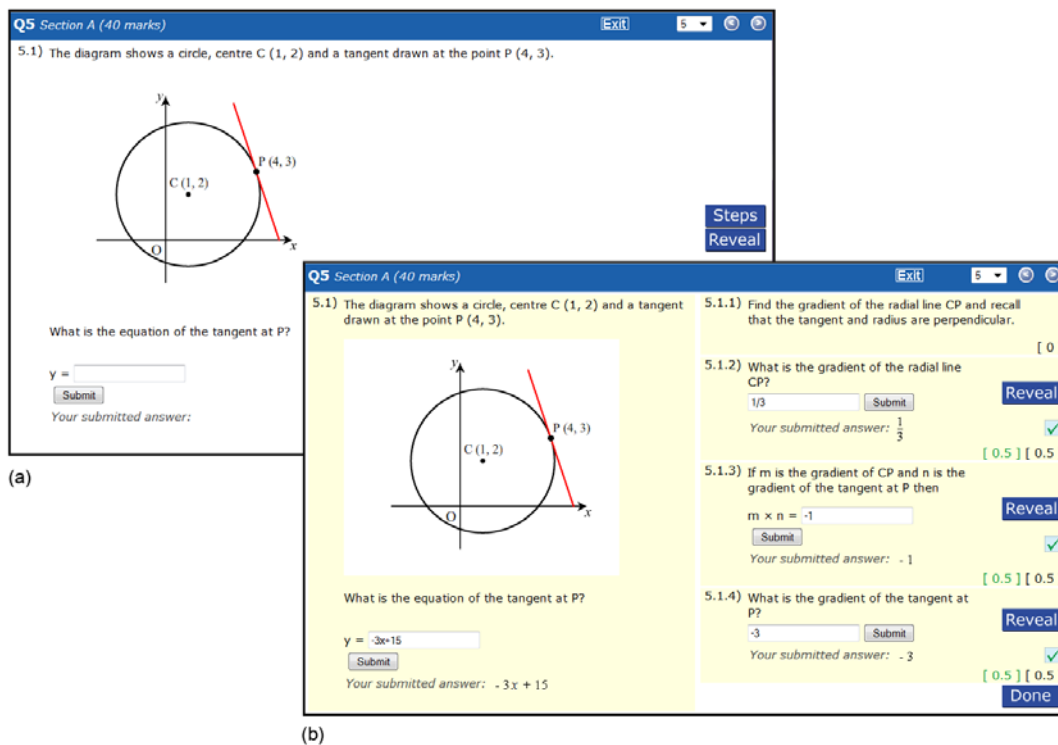 Q5 Section A (40 marks)
Exit
5
5.1) The diagram shows a circle, centre C (1, 2) and a tangent drawn at the point P (4, 3).
y
P (4, 3)
C (1, 2)
O
x
Steps
Reveal
What is the equation of the tangent at P?
y =
Submit
Your submitted answer:
(a)
Q5 Section A (40 marks)
Exit
5
5.1) The diagram shows a circle, centre C (1, 2) and a tangent
drawn at the point P (4, 3).
y
P (4, 3)
C (1, 2)
O
x
What is the equation of the tangent at P?
y = -3x+15
Submit
Your submitted answer: - 3x + 15
5.1.1) Find the gradient of the radial line CP and recall
that the tangent and radius are perpendicular.
[ 0
5.1.2) What is the gradient of the radial line
CP?
Reveal
1/3 Submit
Your submitted answer: 1/3
[ 0.5 ] [ 0.5
5.1.3) If m is the gradient of CP and n is the
gradient of the tangent at P then
Reveal
m × n = -1
Submit
Your submitted answer: - 1
[ 0.5 ] [ 0.5
5.1.4) What is the gradient of the tangent at
P?
Reveal
-3 Submit
Your submitted answer: - 3
[ 0.5 ] [ 0.5
Done
(b)